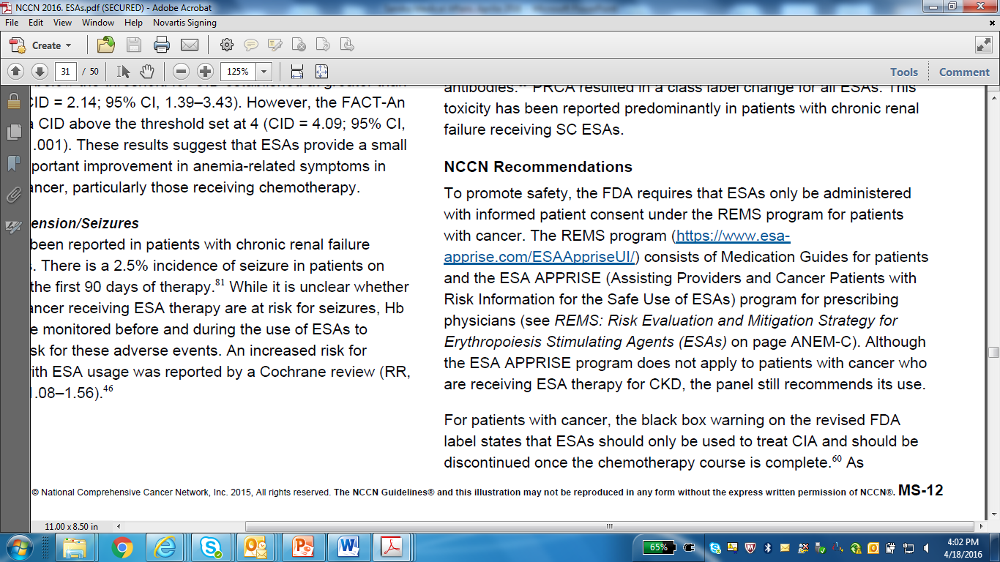 NCCN 2016. ESAs.pdf (SECURED) - Adobe Acrobat
File Edit View Window Help Novartis Signing
Create
31 / 50 125% Tools Comment
CID = 2.14; 95% CI, 1.39–3.43). However, the FACT-An
a CID above the threshold set at 4 (CID = 4.09; 95% CI,
.001). These results suggest that ESAs provide a small
portant improvement in anemia-related symptoms in
ancer, particularly those receiving chemotherapy.
ension/Seizures
been reported in patients with chronic renal failure
s. There is a 2.5% incidence of seizure in patients on
the first 90 days of therapy.81 While it is unclear whether
ancer receiving ESA therapy are at risk for seizures, Hb
e monitored before and during the use of ESAs to
sk for these adverse events. An increased risk for
ith ESA usage was reported by a Cochrane review (RR,
1.08–1.56).46
antibodies. PRCA resulted in a class label change for all ESAs. This
toxicity has been reported predominantly in patients with chronic renal
failure receiving SC ESAs.
NCCN Recommendations
To promote safety, the FDA requires that ESAs only be administered
with informed patient consent under the REMS program for patients
with cancer. The REMS program (https://www.esa-
apprise.com/ESAAppriseUI/) consists of Medication Guides for patients
and the ESA APPRISE (Assisting Providers and Cancer Patients with
Risk Information for the Safe Use of ESAs) program for prescribing
physicians (see REMS: Risk Evaluation and Mitigation Strategy for
Erythropoiesis Stimulating Agents (ESAs) on page ANEM-C). Although
the ESA APPRISE program does not apply to patients with cancer who
are receiving ESA therapy for CKD, the panel still recommends its use.
For patients with cancer, the black box warning on the revised FDA
label states that ESAs should only be used to treat CIA and should be
discontinued once the chemotherapy course is complete.60 As
© National Comprehensive Cancer Network, Inc. 2015, All rights reserved. The NCCN Guidelines® and this illustration may not be reproduced in any form without the express written permission of NCCN®. MS-12
11.00 x 8.50 in
65%
4:02 PM
4/18/2016